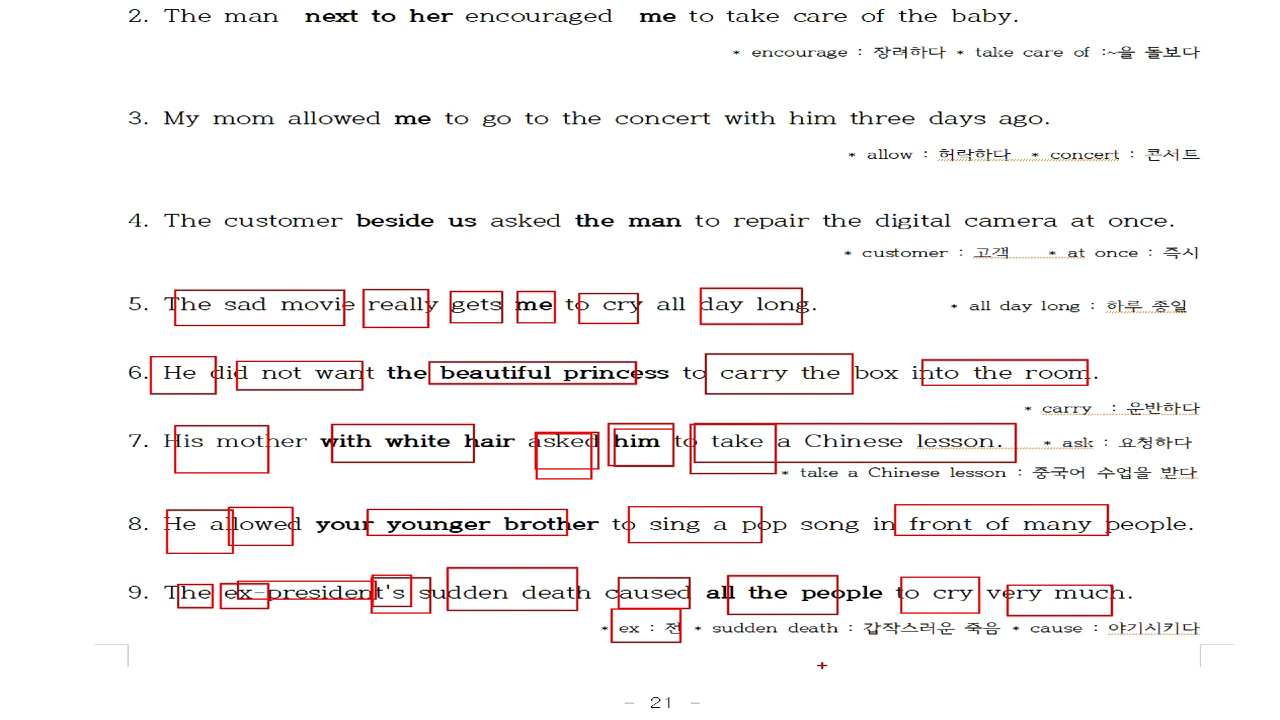 2. The man next to her encouraged me to take care of the baby.
* encourage : 장려하다 * take care of :~을 돌보다
3. My mom allowed me to go to the concert with him three days ago.
* allow : 허락하다 * concert : 콘서트
4. The customer beside us asked the man to repair the digital camera at once.
* customer : 고객 * at once : 즉시
5. The sad movie really gets me to cry all day long. * all day long : 하루 종일
6. He did not want the beautiful princess to carry the box into the room.
* carry : 운반하다
7. His mother with white hair asked him to take a Chinese lesson. * ask : 요청하다
* take a Chinese lesson : 중국어 수업을 받다
8. He allowed your younger brother to sing a pop song in front of many people.
9. The ex-president's sudden death caused all the people to cry very much.
* ex : 전 * sudden death : 갑작스러운 죽음 * cause : 야기시키다
- 21 -